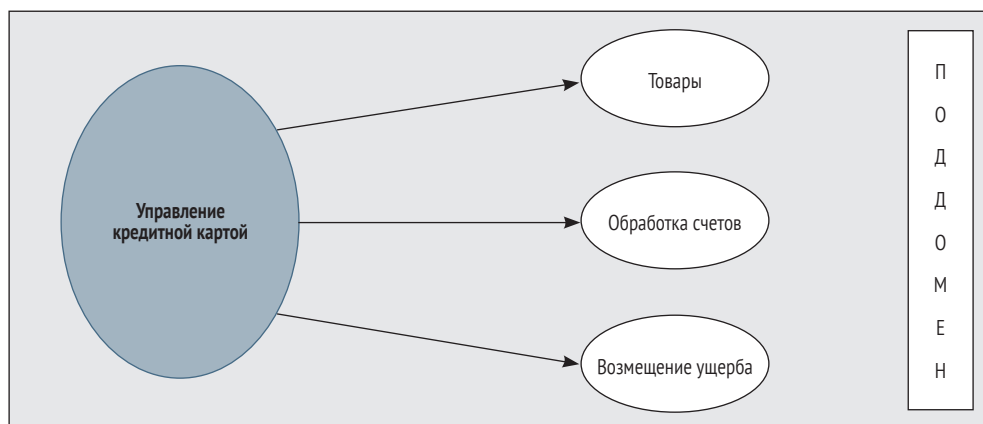 Товары
Управление
кредитной картой
Обработка счетов
Возмещение ущерба
П
О
Д
Д
О
М
Е
Н